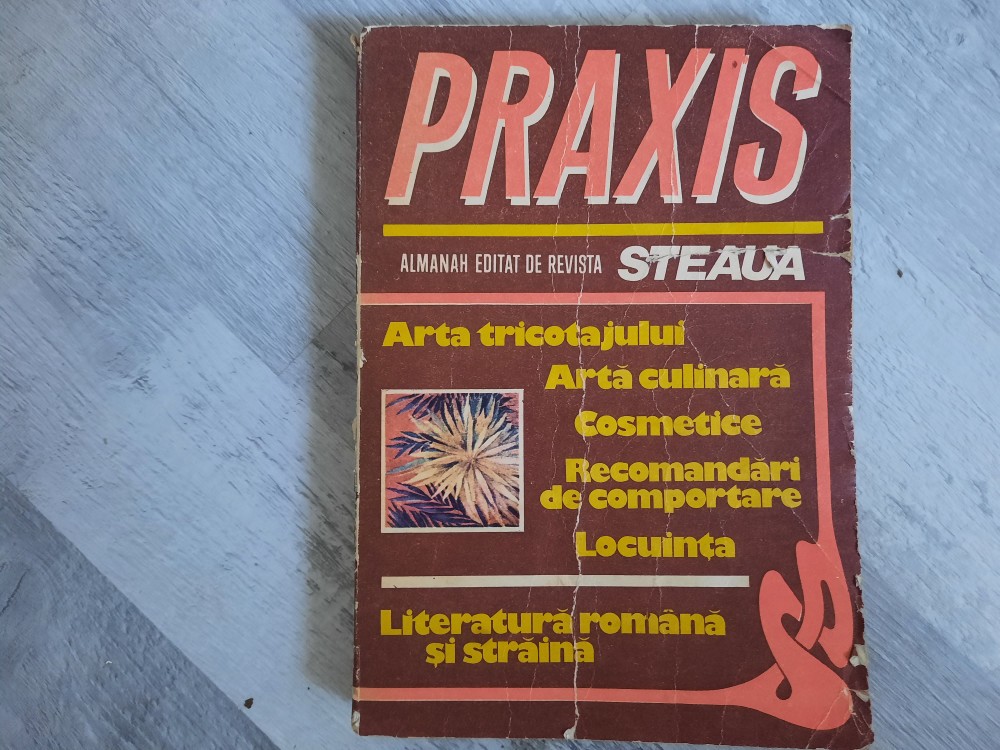 PRAXIS
ALMANAH EDITAT DE REVISTA STEAUA
Arta tricotajului
Artă culinară
Cosmetice
Recomandări
de comportare
Locuința
Literatură română
și străină